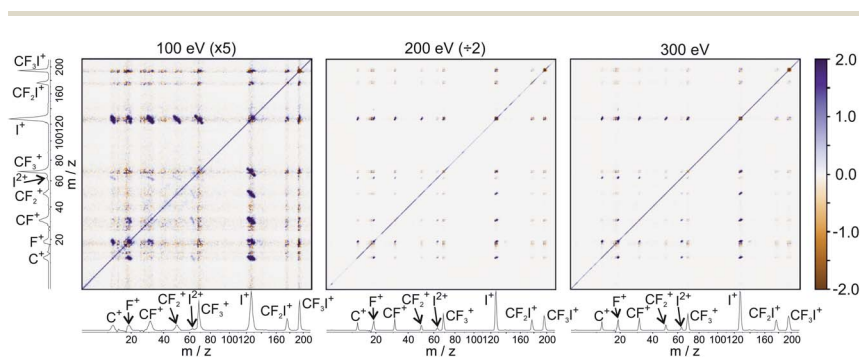 100 eV (x5)
200 eV (÷2)
300 eV
CF₃I⁺
CF₂I⁺
I⁺
CF₃⁺
I²⁺
CF₂⁺
CF⁺
F⁺
C⁺
m / z
20 40 60 80 100 120 160 200
2.0
1.0
0.0
-1.0
-2.0
C⁺ F⁺ CF⁺ CF₂⁺ I²⁺ CF₃⁺ I⁺ CF₂I⁺ CF₃I⁺
20 40 60 80 100 120 160 200
m / z
C⁺ F⁺ CF⁺ CF₂⁺ I²⁺ CF₃⁺ I⁺ CF₂I⁺ CF₃I⁺
20 40 60 80 100 120 160 200
m / z
C⁺ F⁺ CF⁺ CF₂⁺ I²⁺ CF₃⁺ I⁺ CF₂I⁺ CF₃I⁺
20 40 60 80 100 120 160 200
m / z